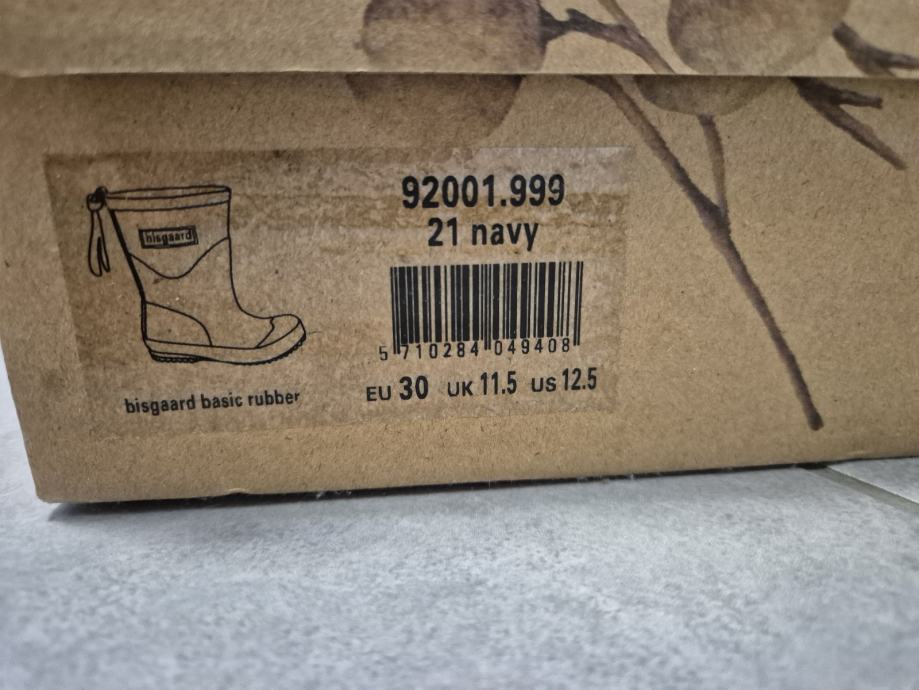 92001.999
21 navy
bisgaard
5 710284 049408
EU 30 UK 11.5 US 12.5
bisgaard basic rubber